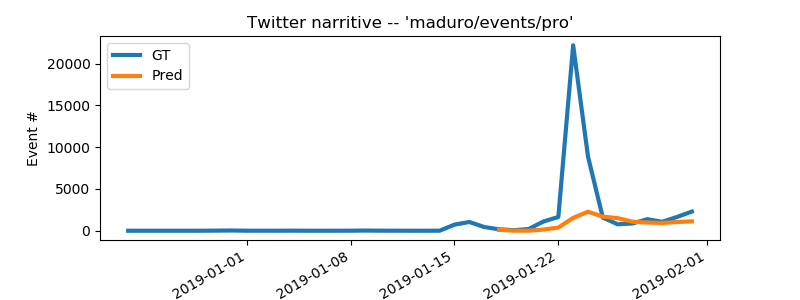 Twitter narritive -- 'maduro/events/pro'
GT
Pred
Event #
20000
15000
10000
5000
0
2019-01-01
2019-01-08
2019-01-15
2019-01-22
2019-02-01